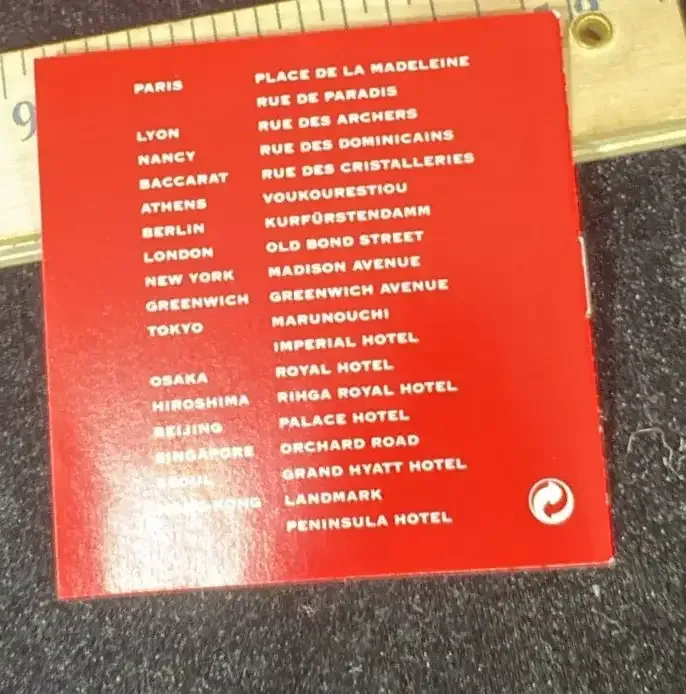 PARIS PLACE DE LA MADELEINE
RUE DE PARADIS
LYON RUE DES ARCHERS
NANCY RUE DES DOMINICAINS
BACCARAT RUE DES CRISTALLERIES
ATHENS VOUKOURESTIOU
BERLIN KURFÜRSTENDAMM
LONDON OLD BOND STREET
NEW YORK MADISON AVENUE
GREENWICH GREENWICH AVENUE
TOKYO MARUNOUCHI
IMPERIAL HOTEL
OSAKA ROYAL HOTEL
HIROSHIMA RIHGA ROYAL HOTEL
BEIJING PALACE HOTEL
SINGAPORE ORCHARD ROAD
SEOUL GRAND HYATT HOTEL
HONG-KONG LANDMARK
PENINSULA HOTEL
9